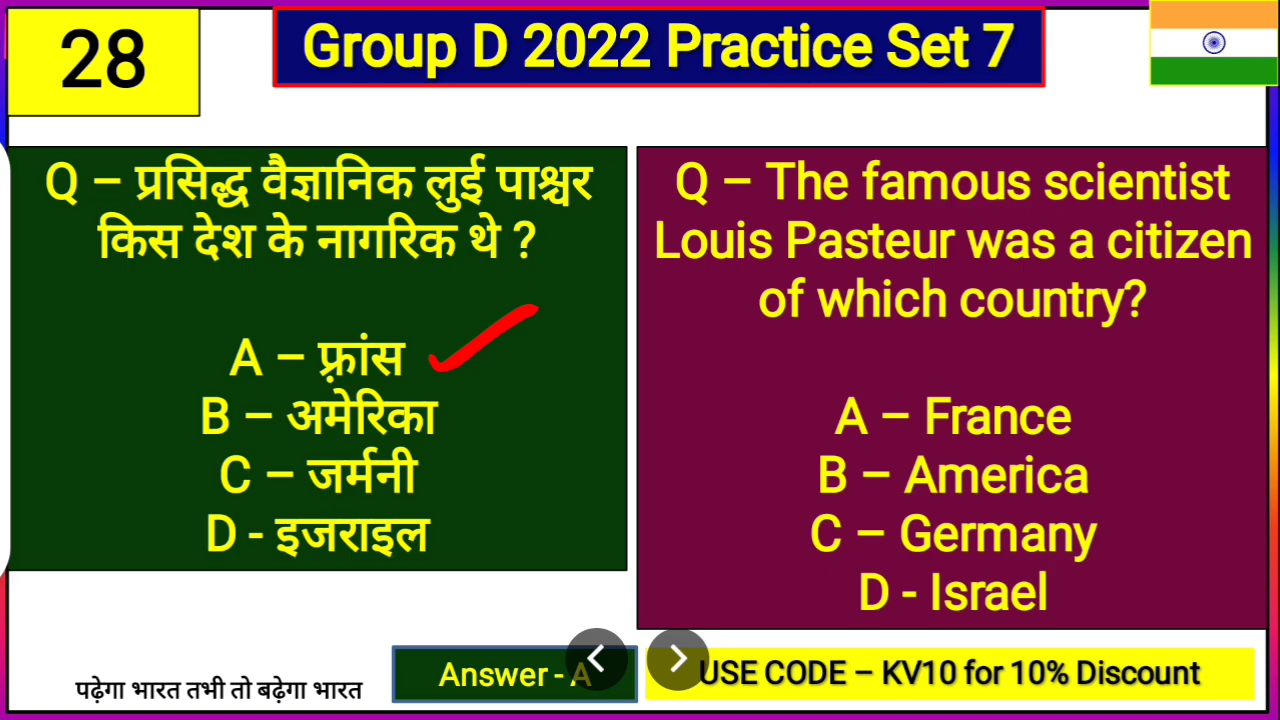 28
Group D 2022 Practice Set 7
Q – प्रसिद्ध वैज्ञानिक लुई पाश्चर
किस देश के नागरिक थे ?
A – फ़्रांस
B – अमेरिका
C – जर्मनी
D - इजराइल
Q – The famous scientist
Louis Pasteur was a citizen
of which country?
A – France
B – America
C – Germany
D - Israel
पढ़ेगा भारत तभी तो बढ़ेगा भारत
Answer - A
USE CODE – KV10 for 10% Discount